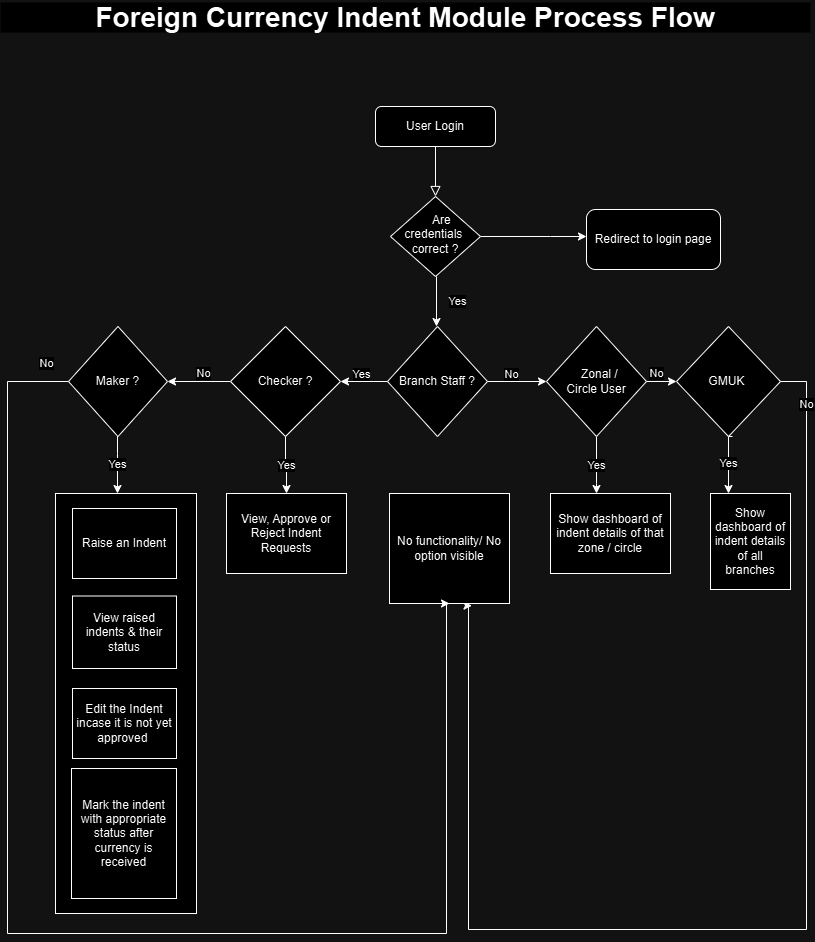 Foreign Currency Indent Module Process Flow
User Login
Are
credentials
correct ?
Redirect to login page
Yes
No
Maker ?
No
Checker ?
Yes
Branch Staff ?
No
Zonal /
Circle User
No
GMUK
No
Yes
Yes
Yes
Yes
Raise an Indent
View raised
indents & their
status
Edit the Indent
incase it is not yet
approved
Mark the indent
with appropriate
status after
currency is
received
View, Approve or
Reject Indent
Requests
No functionality/ No
option visible
Show dashboard of
indent details of that
zone / circle
Show
dashboard of
indent details
of all
branches